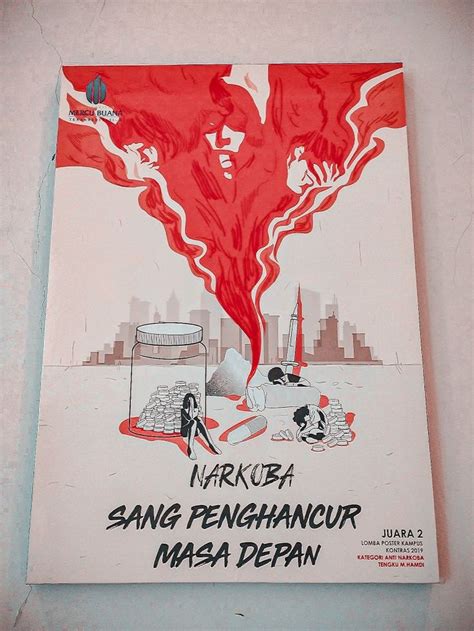 MERCU BUANA
NARKOBA
SANG PENGHANCUR
MASA DEPAN
JUARA 2
LOMBA POSTER KAMPUS
KONTRAS 2019
KATEGORI ANTI NARKOBA
TENGKU M.HAMDI